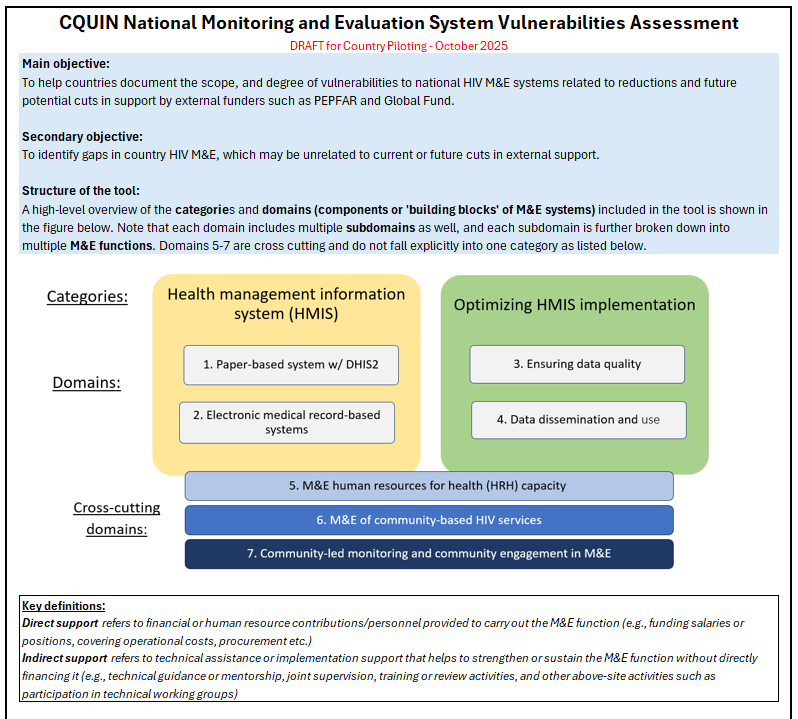 CQUIN National Monitoring and Evaluation System Vulnerabilities Assessment
DRAFT for Country Piloting - October 2025
Main objective:
To help countries document the scope, and degree of vulnerabilities to national HIV M&E systems related to reductions and future
potential cuts in support by external funders such as PEPFAR and Global Fund.
Secondary objective:
To identify gaps in country HIV M&E, which may be unrelated to current or future cuts in external support.
Structure of the tool:
A high-level overview of the categories and domains (components or 'building blocks' of M&E systems) included in the tool is shown in
the figure below. Note that each domain includes multiple subdomains as well, and each subdomain is further broken down into
multiple M&E functions. Domains 5-7 are cross cutting and do not fall explicitly into one category as listed below.
Categories:
Health management information
system (HMIS)
Optimizing HMIS implementation
Domains:
1. Paper-based system w/ DHIS2
3. Ensuring data quality
2. Electronic medical record-based
systems
4. Data dissemination and use
Cross-cutting
domains:
5. M&E human resources for health (HRH) capacity
6. M&E of community-based HIV services
7. Community-led monitoring and community engagement in M&E
Key definitions:
Direct support refers to financial or human resource contributions/personnel provided to carry out the M&E function (e.g., funding salaries or
positions, covering operational costs, procurement etc.)
Indirect support refers to technical assistance or implementation support that helps to strengthen or sustain the M&E function without directly
financing it (e.g., technical guidance or mentorship, joint supervision, training or review activities, and other above-site activities such as
participation in technical working groups)